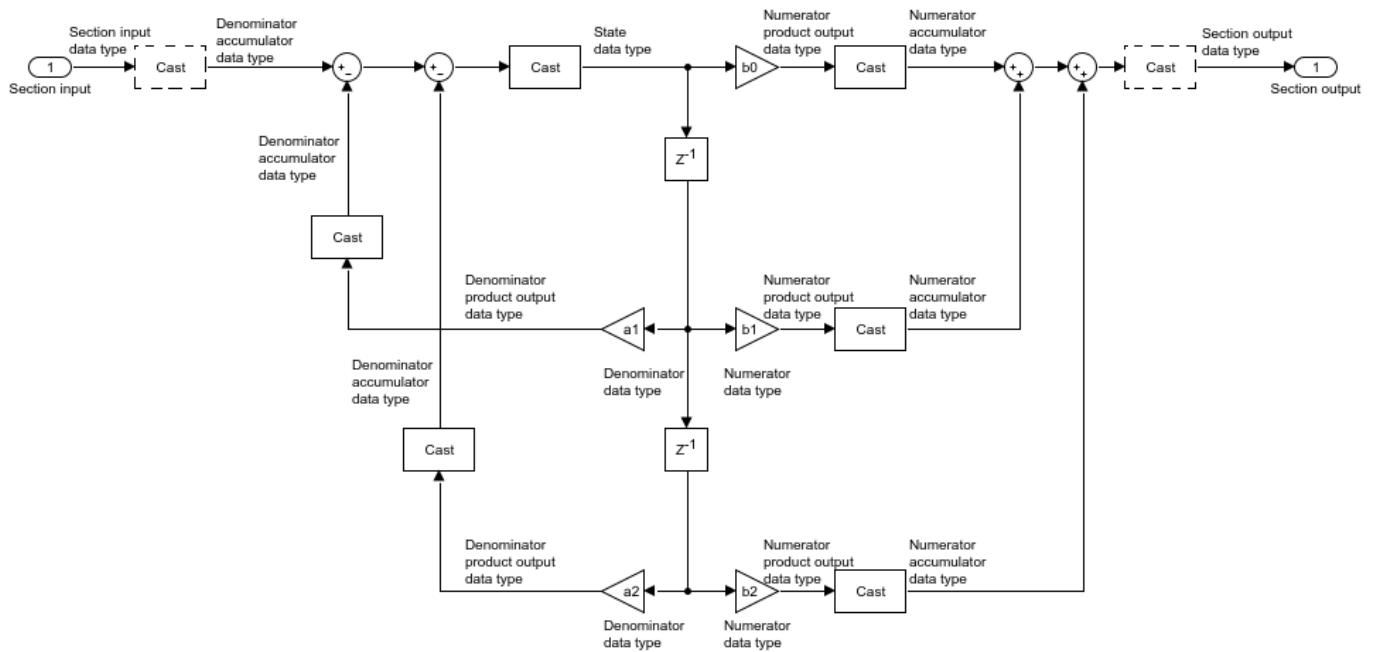 Section input
data type
Denominator
accumulator
data type
State
data type
Numerator
product output
data type
Numerator
accumulator
data type
Section output
data type
1
Cast
+
−
+
−
Cast
b0
Cast
+
+
+
+
Cast
1
Section input
Section output
Denominator
accumulator
data type
Z-1
Cast
Denominator
product output
data type
Numerator
product output
data type
Numerator
accumulator
data type
a1
b1
Cast
Denominator
accumulator
data type
Denominator
data type
Numerator
data type
Cast
Z-1
Denominator
product output
data type
Numerator
product output
data type
Numerator
accumulator
data type
a2
b2
Cast
Denominator
data type
Numerator
data type